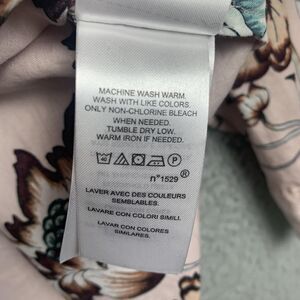 MACHINE WASH WARM.
WASH WITH LIKE COLORS.
ONLY NON-CHLORINE BLEACH
WHEN NEEDED.
TUMBLE DRY LOW.
WARM IRON IF NEEDED.
n°1529 ®
LAVER AVEC DES COULEURS
SEMBLABLES.
LAVARE CON COLORI SIMILI.
LAVAR CON COLORES
SIMILARES.